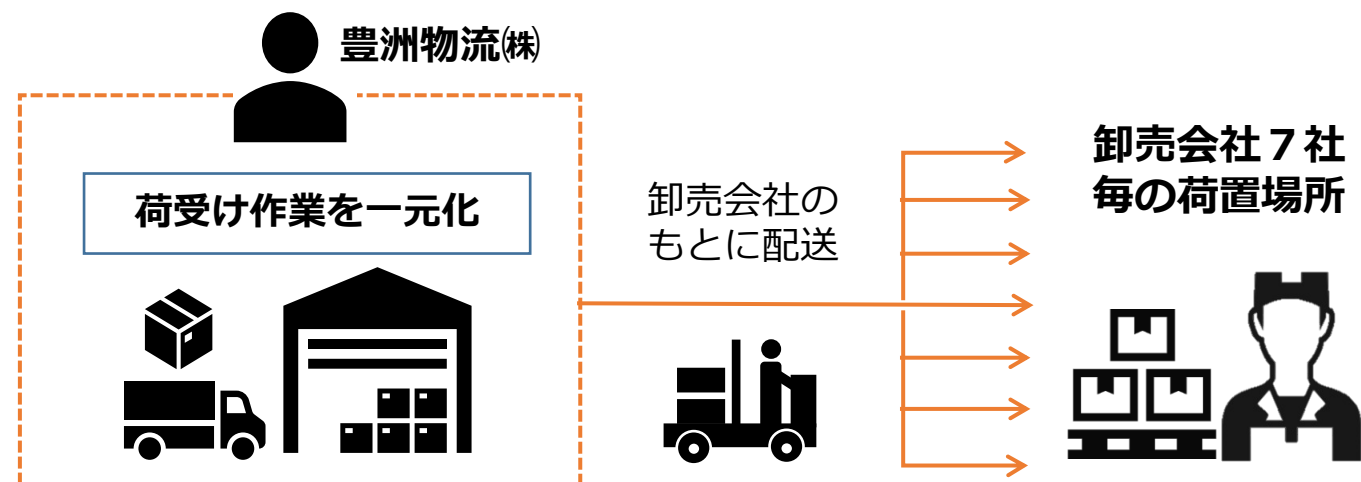 豊洲物流㈱
荷受け作業を一元化
卸売会社の
もとに配送
卸売会社７社
毎の荷置場所